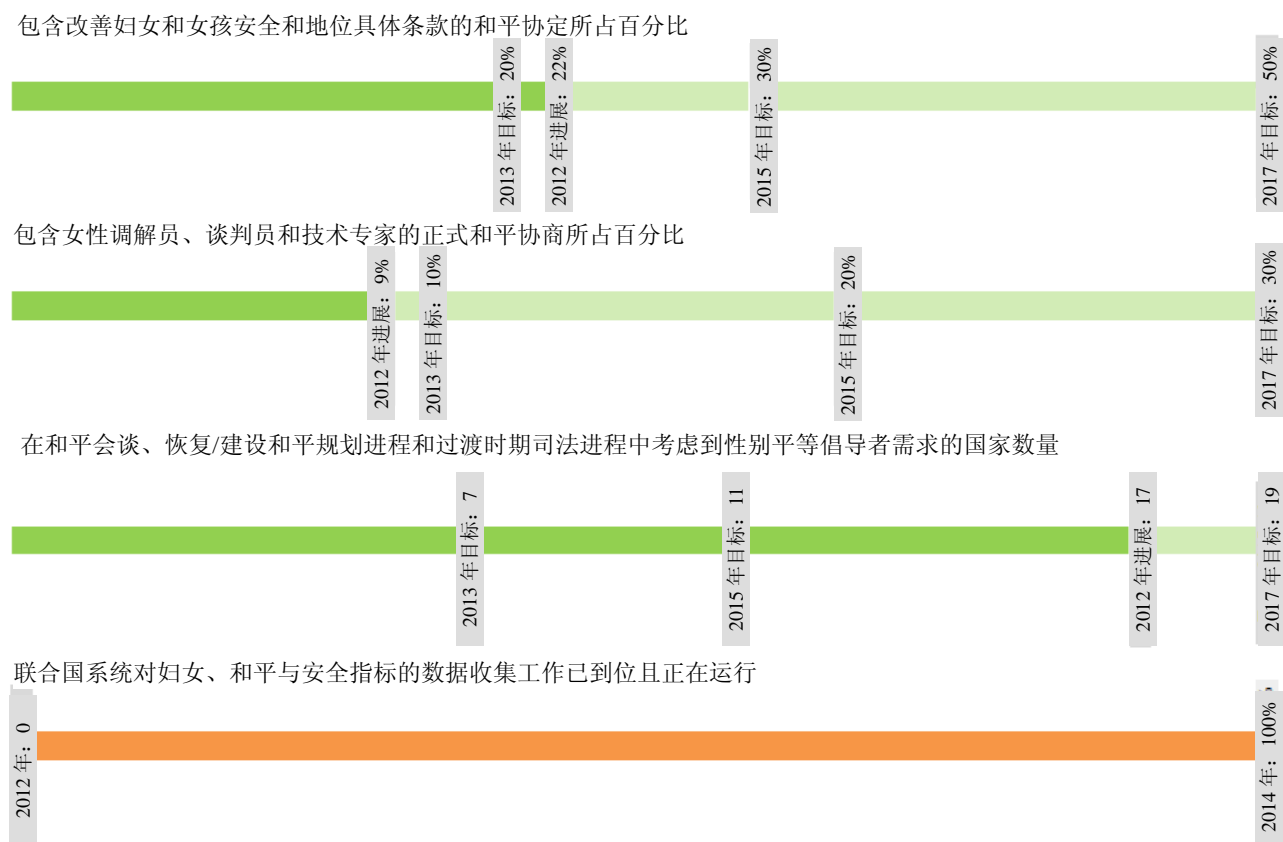 包含改善妇女和女孩安全和地位具体条款的和平协定所占百分比
2013 年目标：20%
2012 年进展：22%
2015 年目标：30%
2017 年目标：50%
包含女性调解员、谈判员和技术专家的正式和平协商所占百分比
2012 年进展：9%
2013 年目标：10%
2015 年目标：20%
2017 年目标：30%
在和平会谈、恢复/建设和平规划进程和过渡时期司法进程中考虑到性别平等倡导者需求的国家数量
2013 年目标：7
2015 年目标：11
2012 年进展：17
2017 年目标：19
联合国系统对妇女、和平与安全指标的数据收集工作已到位且正在运行
2012 年：0
2014 年：100%